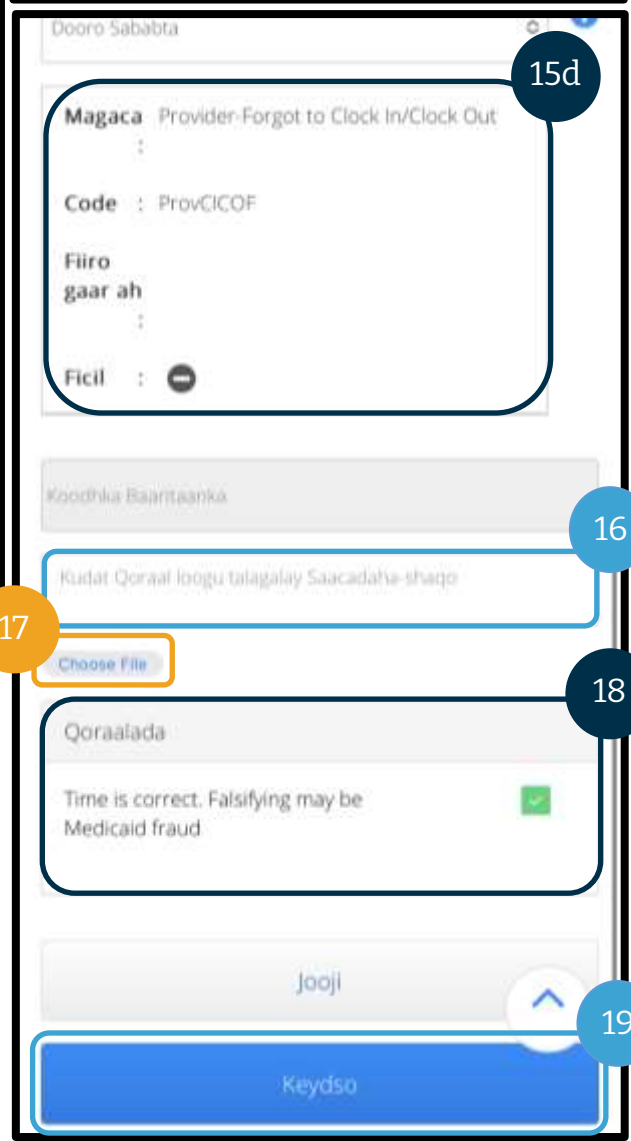 Dooro Sababta
15d
Magaca Provider-Forgot to Clock In/Clock Out
:
Code : ProvCICOF
Fiiro
gaar ah
:
Ficil :
Koodhka Baaritaanka
16
Kudat Qoraal loogu talagalay Saacadaha-shaqo
17
Choose File
18
Qoraalada
Time is correct. Falsifying may be
Medicaid fraud
Jooji
19
Keydso